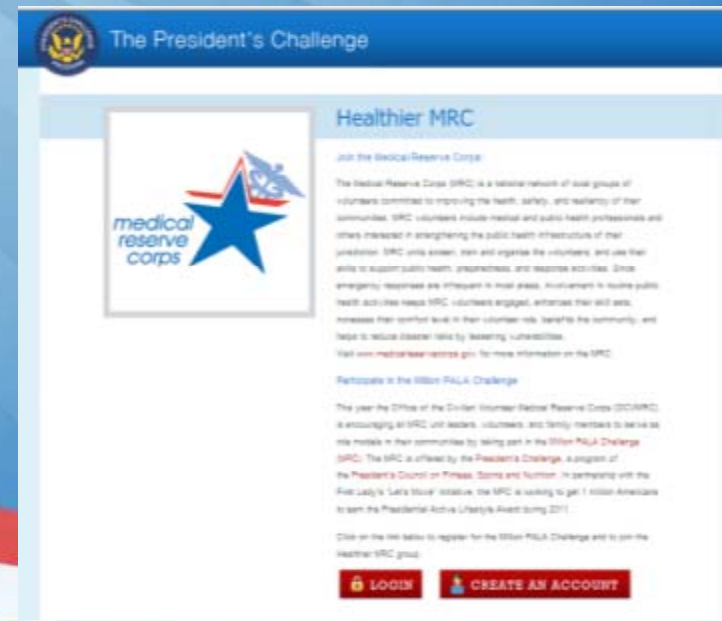 The President's Challenge
Healthier MRC
medical
reserve
corps
Join the Medical Reserve Corps
The Medical Reserve Corps (MRC) is a national network of local groups of
volunteers committed to improving the health, safety, and resiliency of their
communities. MRC volunteers include medical and public health professionals and
others interested in strengthening the public health infrastructure of their
jurisdiction. MRC units screen, train and organize the volunteers, and use their
skills to support public health, preparedness, and response activities. Since
emergency responses are infrequent in most areas, involvement in routine public
health activities keeps MRC volunteers engaged, enhances their skill sets,
increases their comfort level in their volunteer role, benefits the community, and
helps to reduce disaster risks by lessening vulnerabilities.
Visit www.medicalreservecorps.gov for more information on the MRC.
Participate in the Million PALA Challenge
This year the Office of the Civilian Volunteer Medical Reserve Corps (OCVMRC)
is encouraging all MRC unit leaders, volunteers, and family members to serve as
role models in their communities by taking part in the Million PALA Challenge
(MPC). The MPC is offered by the President's Challenge, a program of
the President's Council on Fitness, Sports and Nutrition. In partnership with the
First Lady's "Let's Move" initiative, the MPC is working to get 1 million Americans
to earn the Presidential Active Lifestyle Award during 2011.
Click on the link below to register for the Million PALA Challenge and to join the
Healthier MRC group.
LOGIN
CREATE AN ACCOUNT